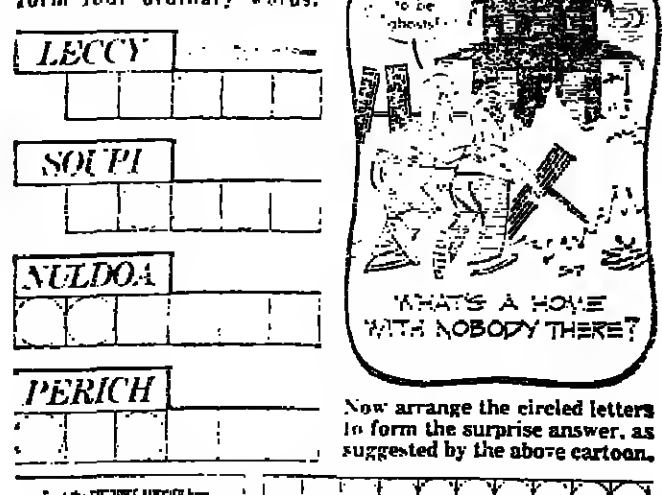 form four ordinary words.
to be
ghosts!
LECCY
SOUPI
NULDOA
PERICH
WHAT'S A HOME
WITH NOBODY THERE?
Now arrange the circled letters
to form the surprise answer, as
suggested by the above cartoon.